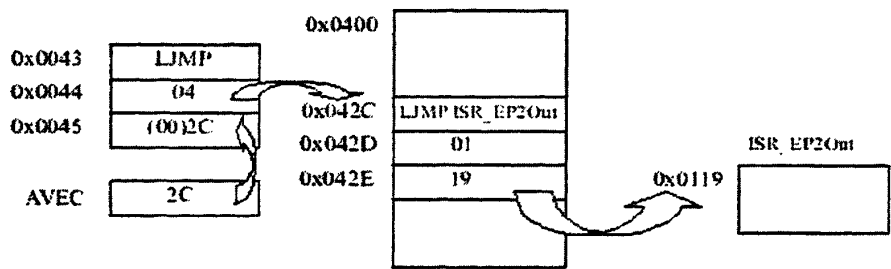 0x0400
0x0043 LJMP
0x0044 04
0x0045 (00)2C
AVEC 2C
0x042C LJMP ISR_EP2Out
0x042D 01
0x042E 19
ISR_EP2Out
0x0119